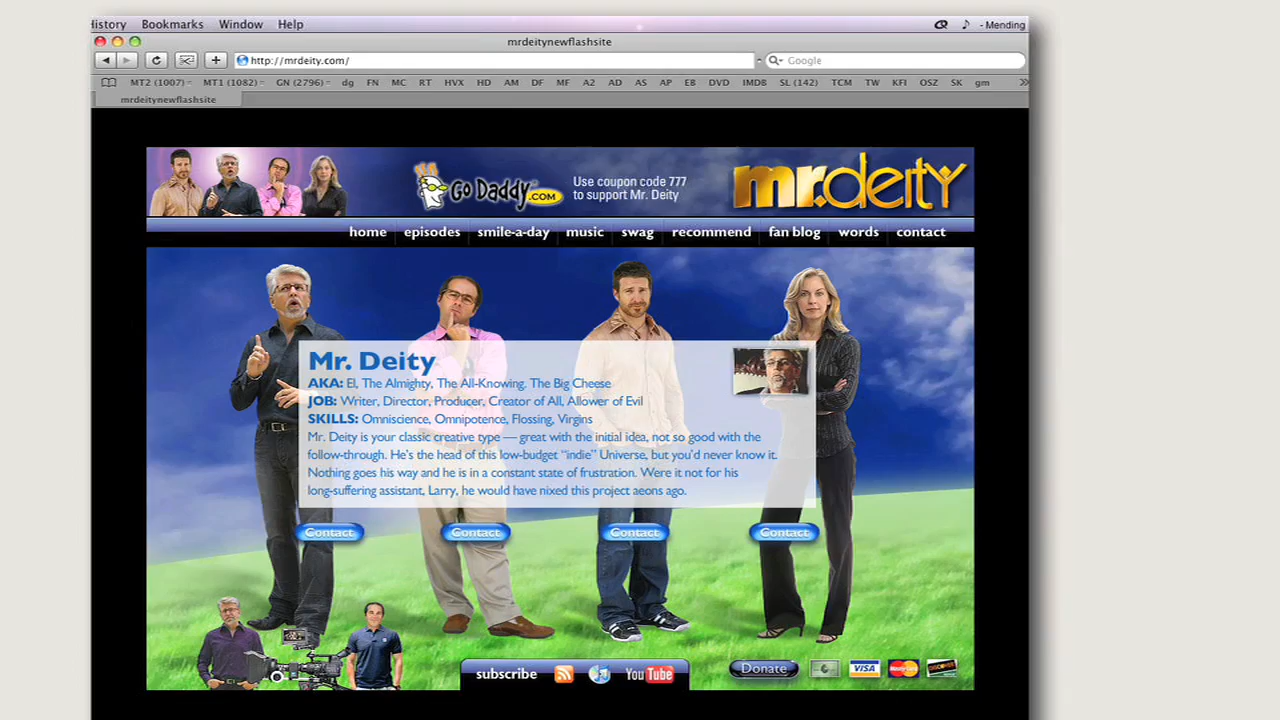 History Bookmarks Window Help - Mending
mrdeitynewflashsite
http://mrdeity.com/ Google
MT2 (1007) MT1 (1082) GN (2796) dg FN MC RT HVX HD AM DF MF A2 AD AS AP EB DVD IMDB SL (142) TCM TW KFI OSZ SK gm
mrdeitynewflashsite
GO DADDY.COM
Use coupon code 777
to support Mr. Deity
mr.deity
home episodes smile-a-day music swag recommend fan blog words contact
Mr. Deity
AKA: El, The Almighty, The All-Knowing. The Big Cheese
JOB: Writer, Director, Producer, Creator of All, Allower of Evil
SKILLS: Omniscience, Omnipotence, Flossing, Virgins
Mr. Deity is your classic creative type — great with the initial idea, not so good with the
follow-through. He's the head of this low-budget “indie” Universe, but you'd never know it.
Nothing goes his way and he is in a constant state of frustration. Were it not for his
long-suffering assistant, Larry, he would have nixed this project aeons ago.
Contact Contact Contact Contact
subscribe YouTube Donate VISA MasterCard DISCOVER